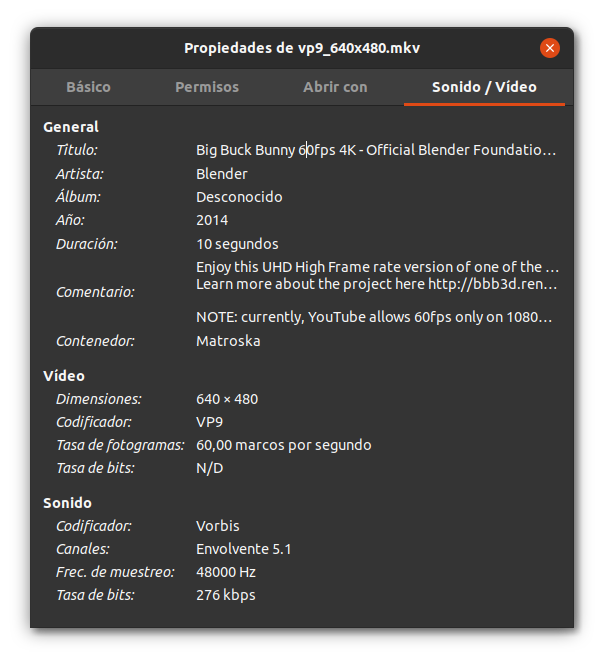 Propiedades de vp9_640x480.mkv
Básico Permisos Abrir con Sonido / Vídeo
General
Título: Big Buck Bunny 60fps 4K - Official Blender Foundatio…
Artista: Blender
Álbum: Desconocido
Año: 2014
Duración: 10 segundos
Comentario: Enjoy this UHD High Frame rate version of one of the …
Learn more about the project here http://bbb3d.ren…
NOTE: currently, YouTube allows 60fps only on 1080…
Contenedor: Matroska
Vídeo
Dimensiones: 640 × 480
Codificador: VP9
Tasa de fotogramas: 60,00 marcos por segundo
Tasa de bits: N/D
Sonido
Codificador: Vorbis
Canales: Envolvente 5.1
Frec. de muestreo: 48000 Hz
Tasa de bits: 276 kbps